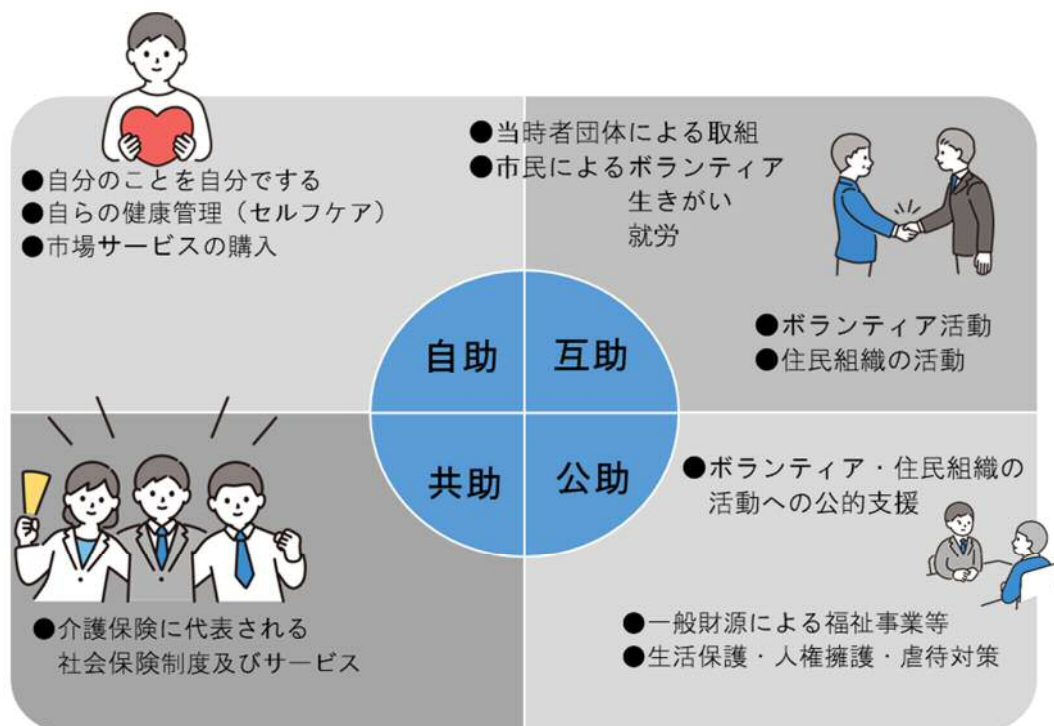 ●自分のことを自分でする
●自らの健康管理（セルフケア）
●市場サービスの購入
●当時者団体による取組
●市民によるボランティア
生きがい
就労
●ボランティア活動
●住民組織の活動
自助
互助
共助
公助
●介護保険に代表される
社会保険制度及びサービス
●ボランティア・住民組織の
活動への公的支援
●一般財源による福祉事業等
●生活保護・人権擁護・虐待対策